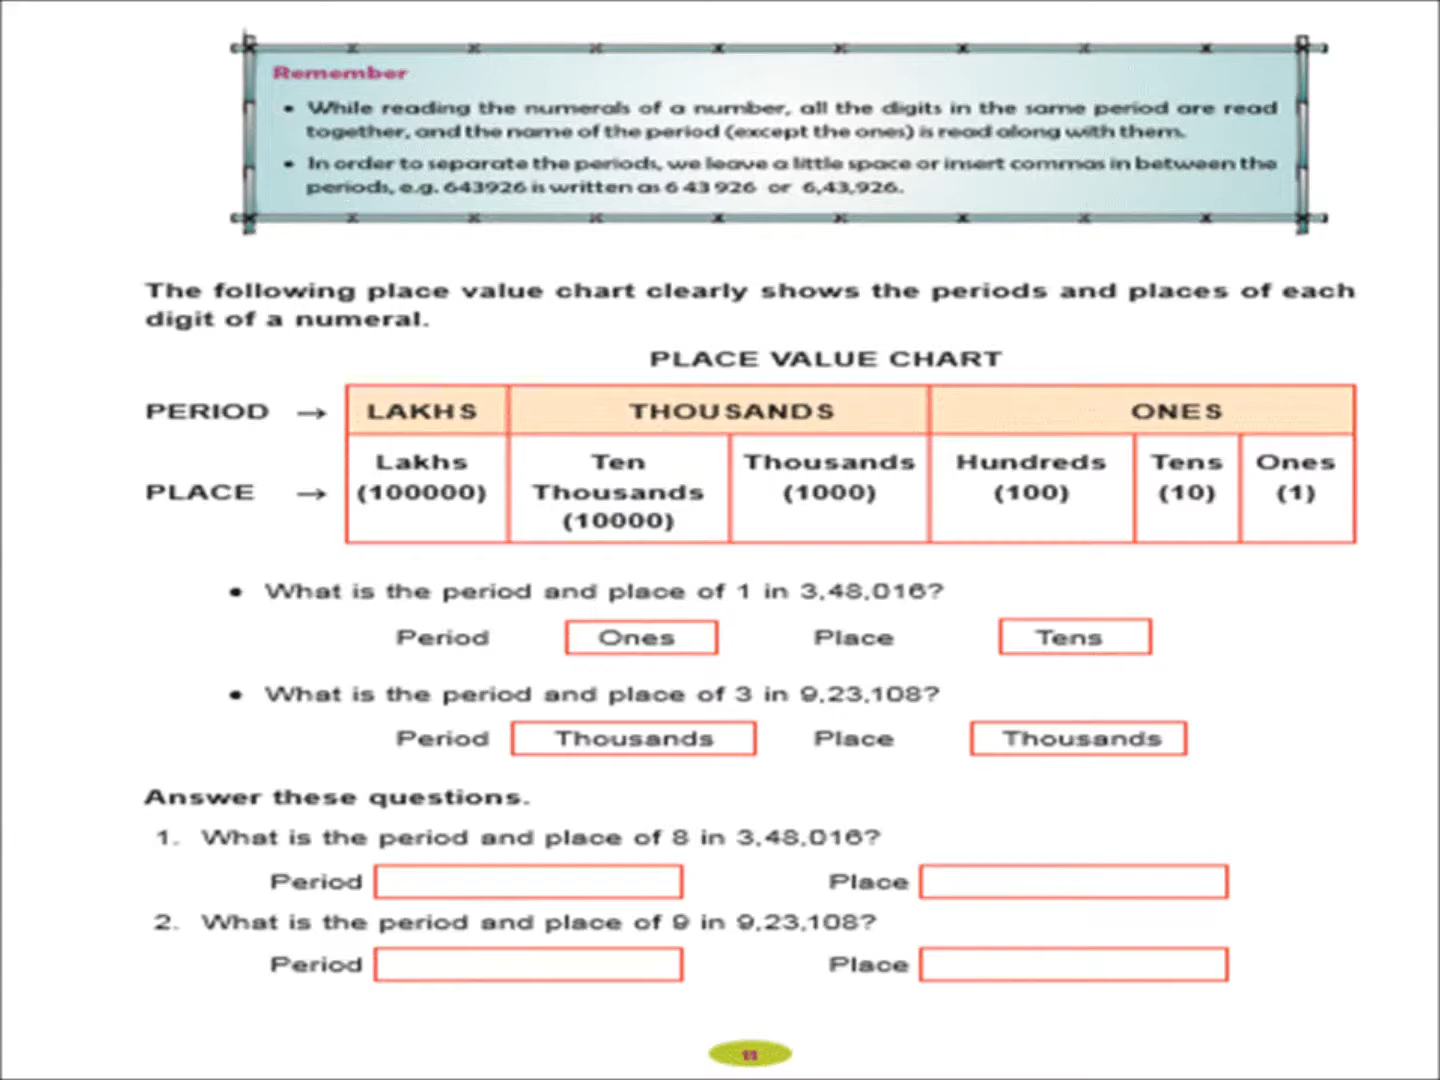 Remember
• While reading the numerals of a number, all the digits in the same period are read
together, and the name of the period (except the ones) is read along with them.
• In order to separate the periods, we leave a little space or insert commas in between the
periods, e.g. 643926 is written as 6 43 926 or 6,43,926.
The following place value chart clearly shows the periods and places of each
digit of a numeral.
PLACE VALUE CHART
PERIOD → LAKHS THOUSANDS ONES
Lakhs Ten Thousands Hundreds Tens Ones
PLACE → (100000) Thousands (1000) (100) (10) (1)
(10000)
• What is the period and place of 1 in 3,48,016?
Period Ones Place Tens
• What is the period and place of 3 in 9,23,108?
Period Thousands Place Thousands
Answer these questions.
1. What is the period and place of 8 in 3,48,016?
Period Place
2. What is the period and place of 9 in 9,23,108?
Period Place